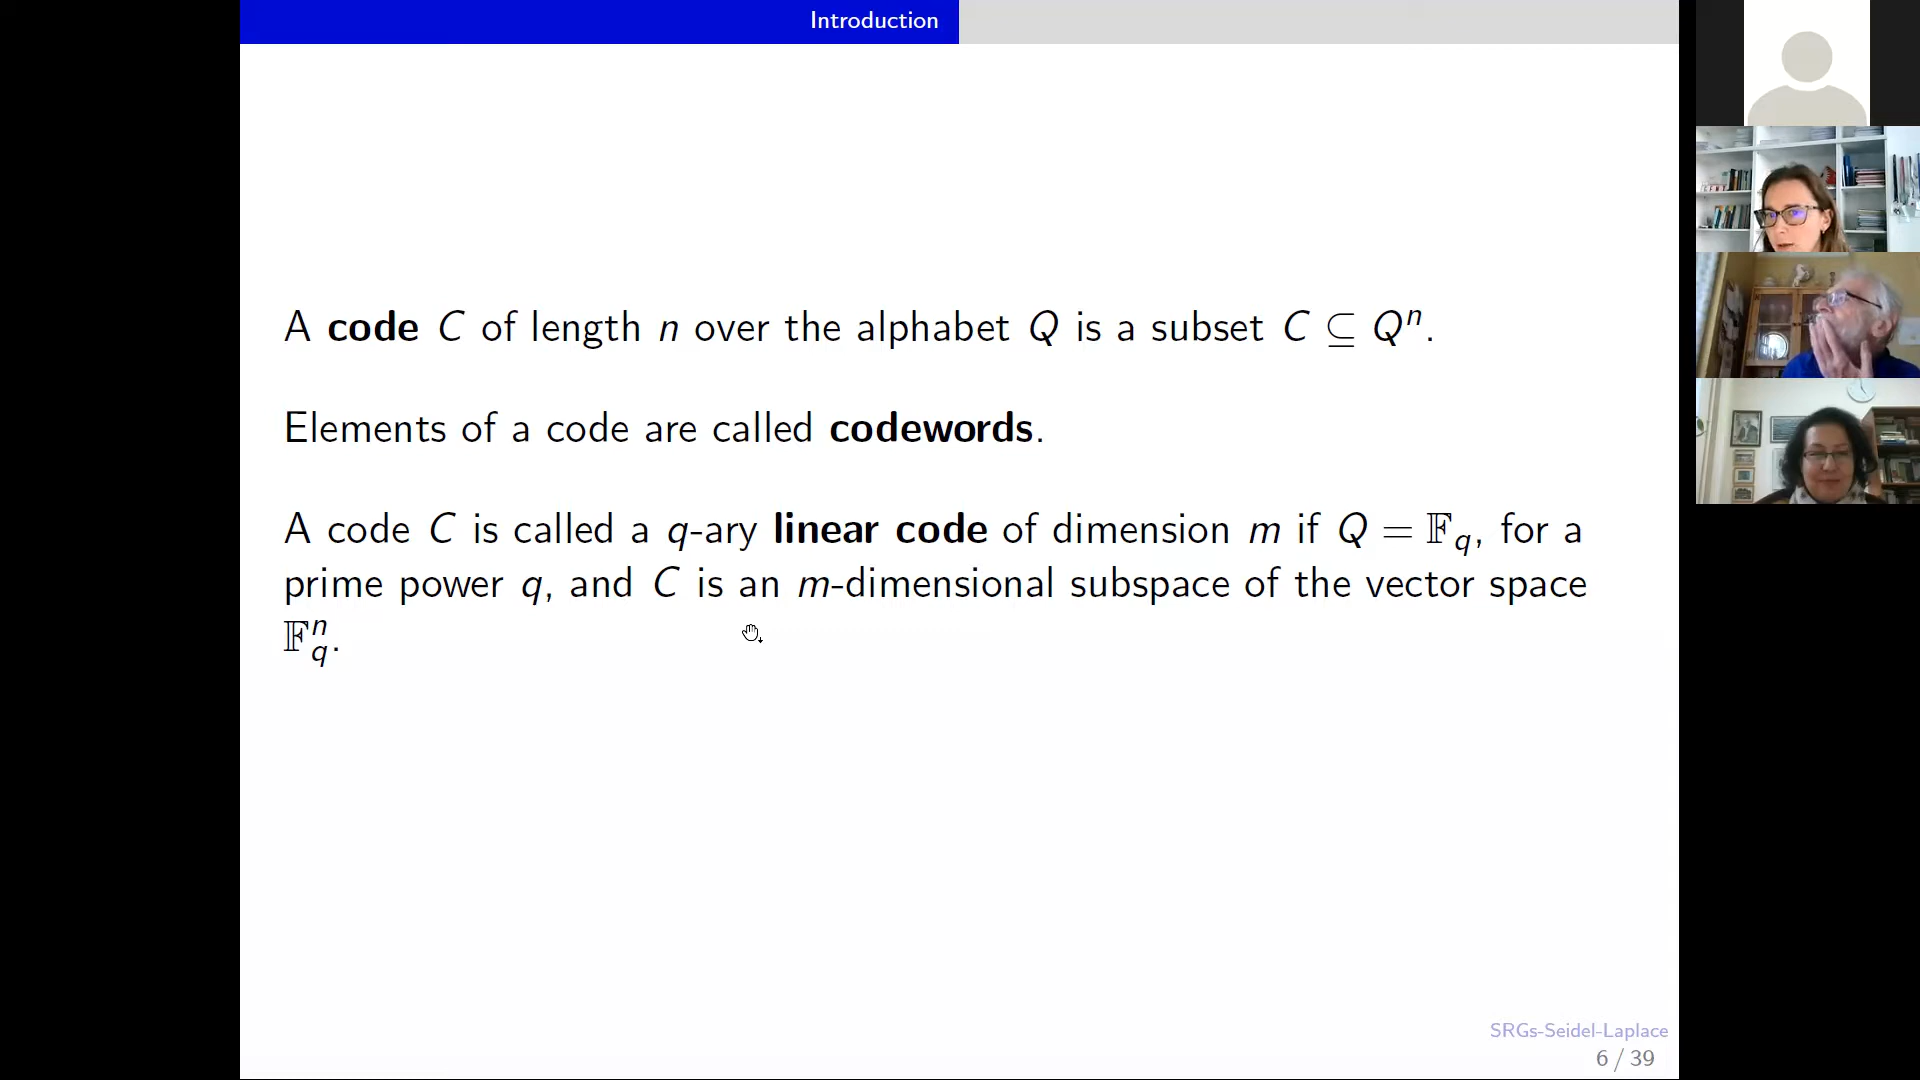 Introduction
A code C of length n over the alphabet Q is a subset C ⊆ Qⁿ.
Elements of a code are called codewords.
A code C is called a q-ary linear code of dimension m if Q = 𝔽_q, for a
prime power q, and C is an m-dimensional subspace of the vector space
𝔽_q^n.
SRGs-Seidel-Laplace
6 / 39